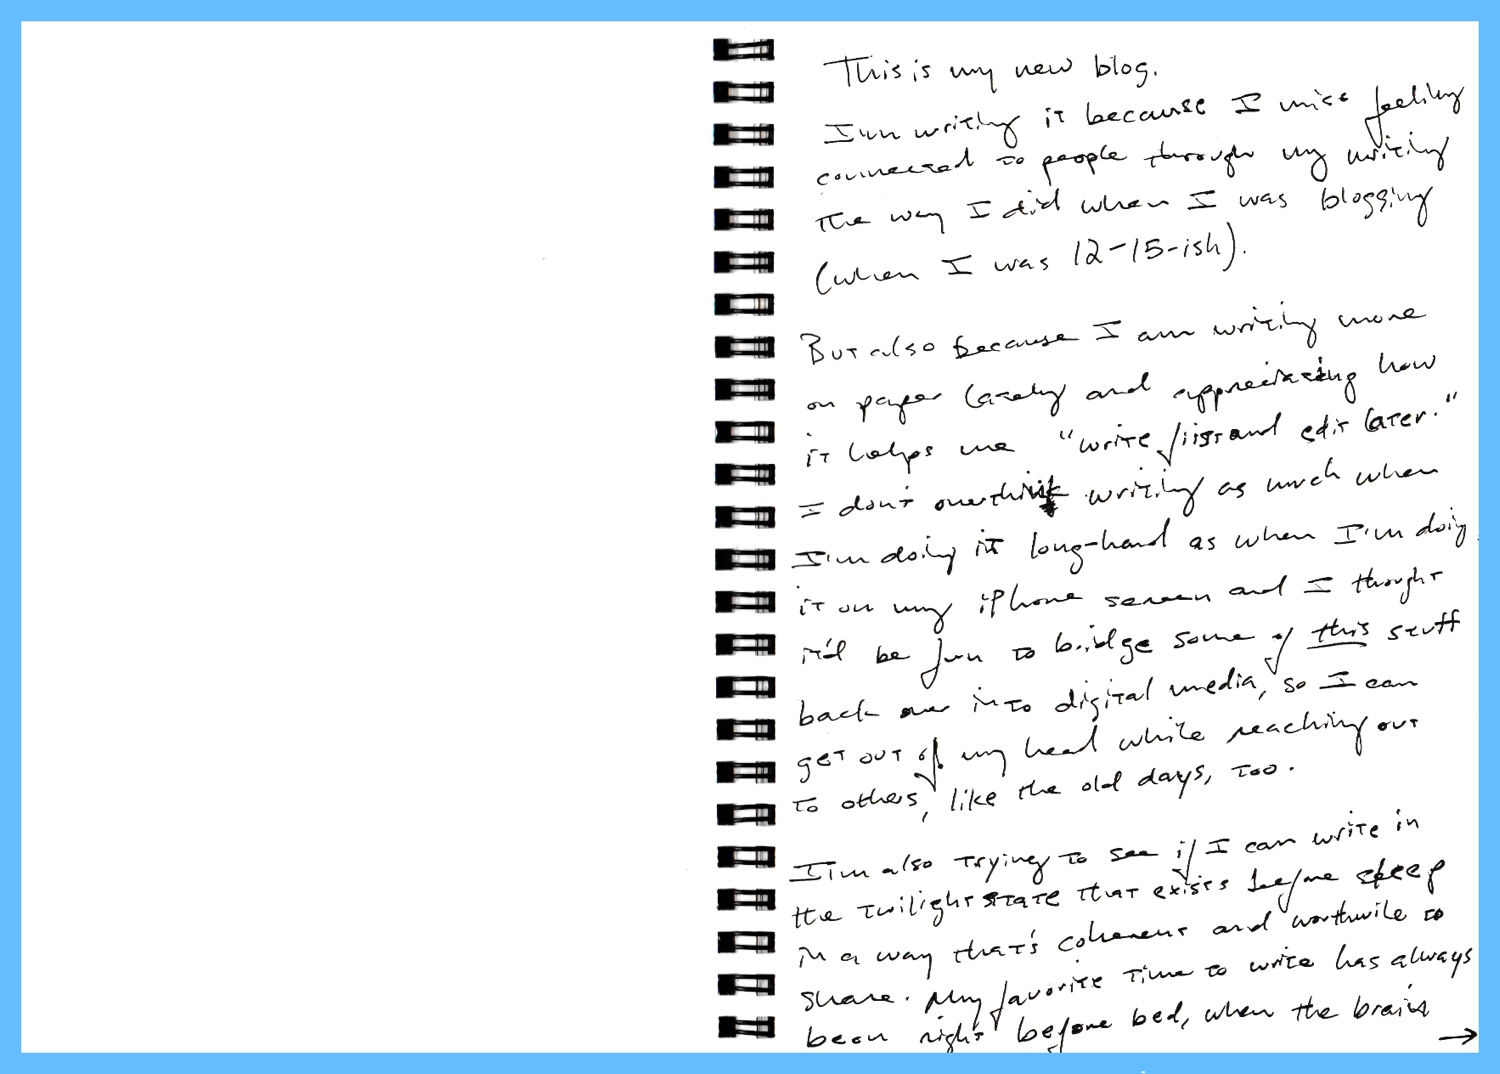 This is my new blog.
I'm writing it because I miss feeling
connected to people through my writing
the way I did when I was blogging
(when I was 12-15-ish).
But also because I am writing more
on paper lately and appreciating how
it helps me "write first and edit later."
I don't overthink writing as much when
I'm doing it long-hand as when I'm doing
it on my iPhone screen and I thought
it'd be fun to bridge some of this stuff
back over into digital media, so I can
get out of my head while reaching out
to others, like the old days, too.
I'm also trying to see if I can write in
the twilight state that exists before sleep
in a way that's coherent and worthwile to
share. My favorite time to write has always
been right before bed, when the brain's
→